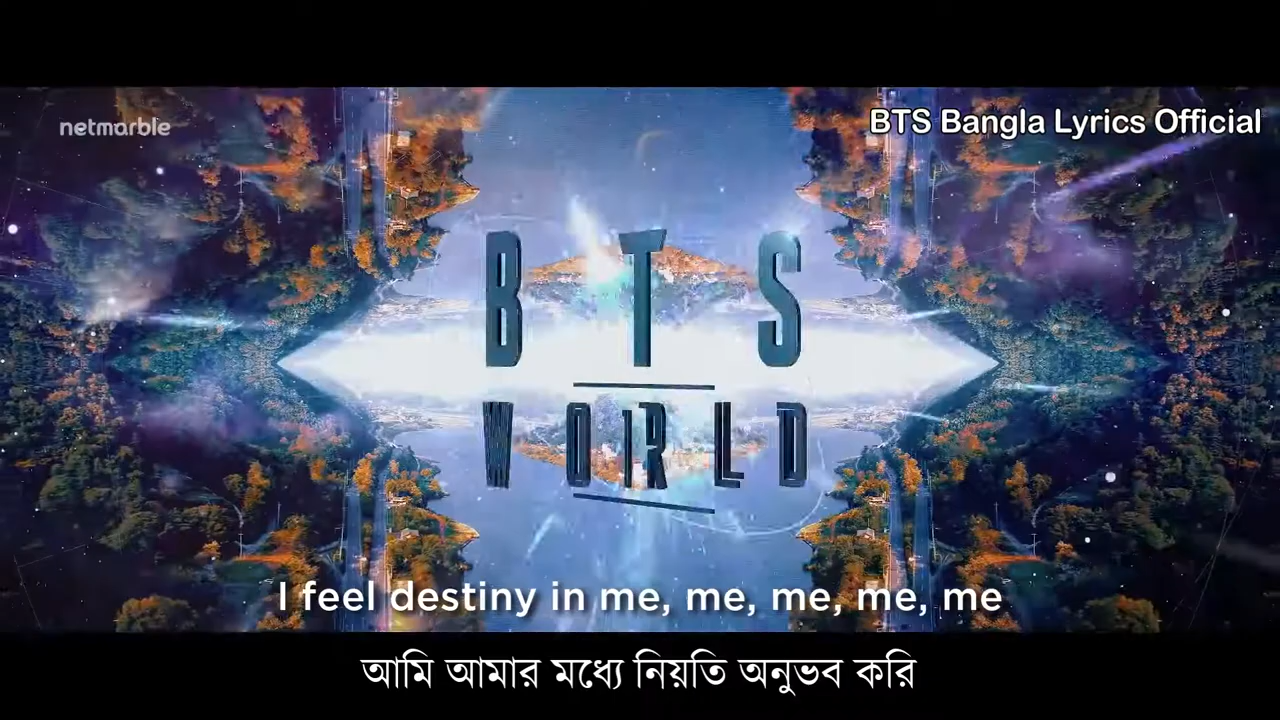 netmarble
BTS Bangla Lyrics Official
BTS
WORLD
I feel destiny in me, me, me, me, me
আমি আমার মধ্যে নিয়তি অনুভব করি